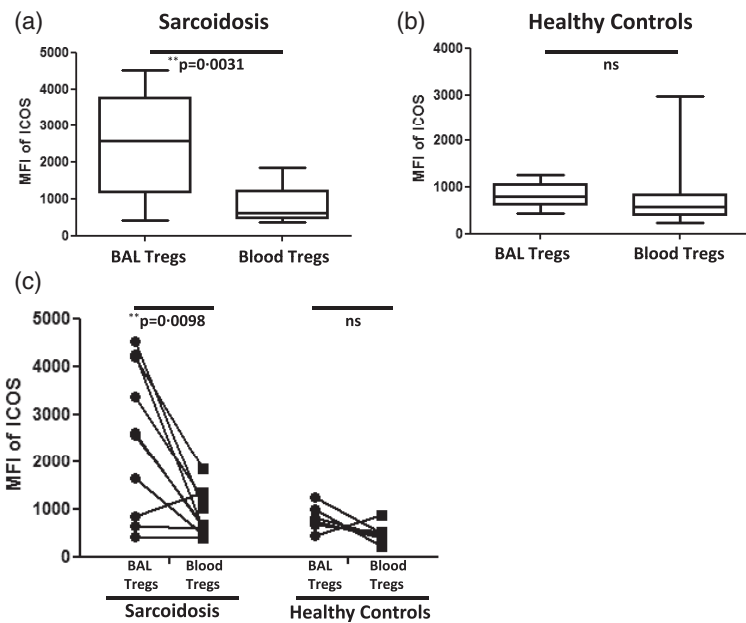 (a)
Sarcoidosis
**p=0·0031
MFI of ICOS
5000
4000
3000
2000
1000
0
BAL Tregs
Blood Tregs
(b)
Healthy Controls
ns
MFI of ICOS
4000
3000
2000
1000
0
BAL Tregs
Blood Tregs
(c)
**p=0·0098
ns
MFI of ICOS
5000
4000
3000
2000
1000
0
BAL Tregs
Blood Tregs
BAL Tregs
Blood Tregs
Sarcoidosis
Healthy Controls